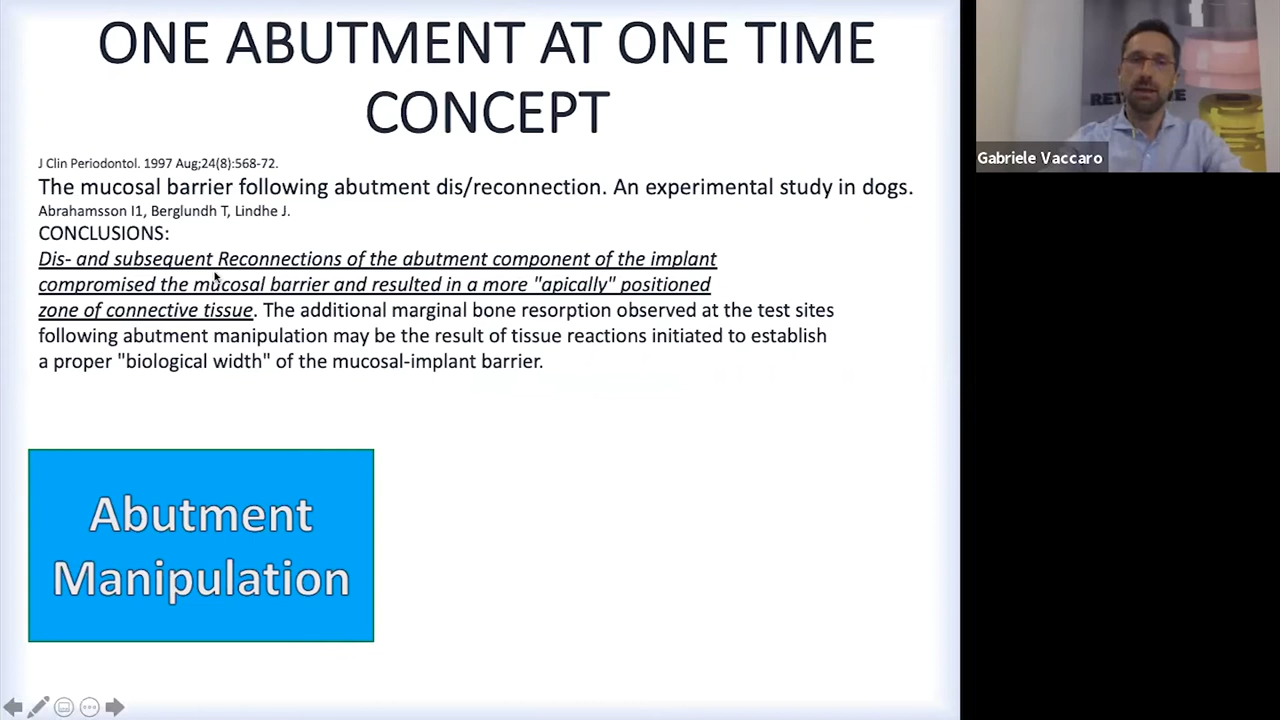 ONE ABUTMENT AT ONE TIME
CONCEPT
J Clin Periodontol. 1997 Aug;24(8):568-72.
The mucosal barrier following abutment dis/reconnection. An experimental study in dogs.
Abrahamsson I1, Berglundh T, Lindhe J.
CONCLUSIONS:
Dis- and subsequent Reconnections of the abutment component of the implant
compromised the mucosal barrier and resulted in a more "apically" positioned
zone of connective tissue. The additional marginal bone resorption observed at the test sites
following abutment manipulation may be the result of tissue reactions initiated to establish
a proper "biological width" of the mucosal-implant barrier.
Abutment
Manipulation
Gabriele Vaccaro